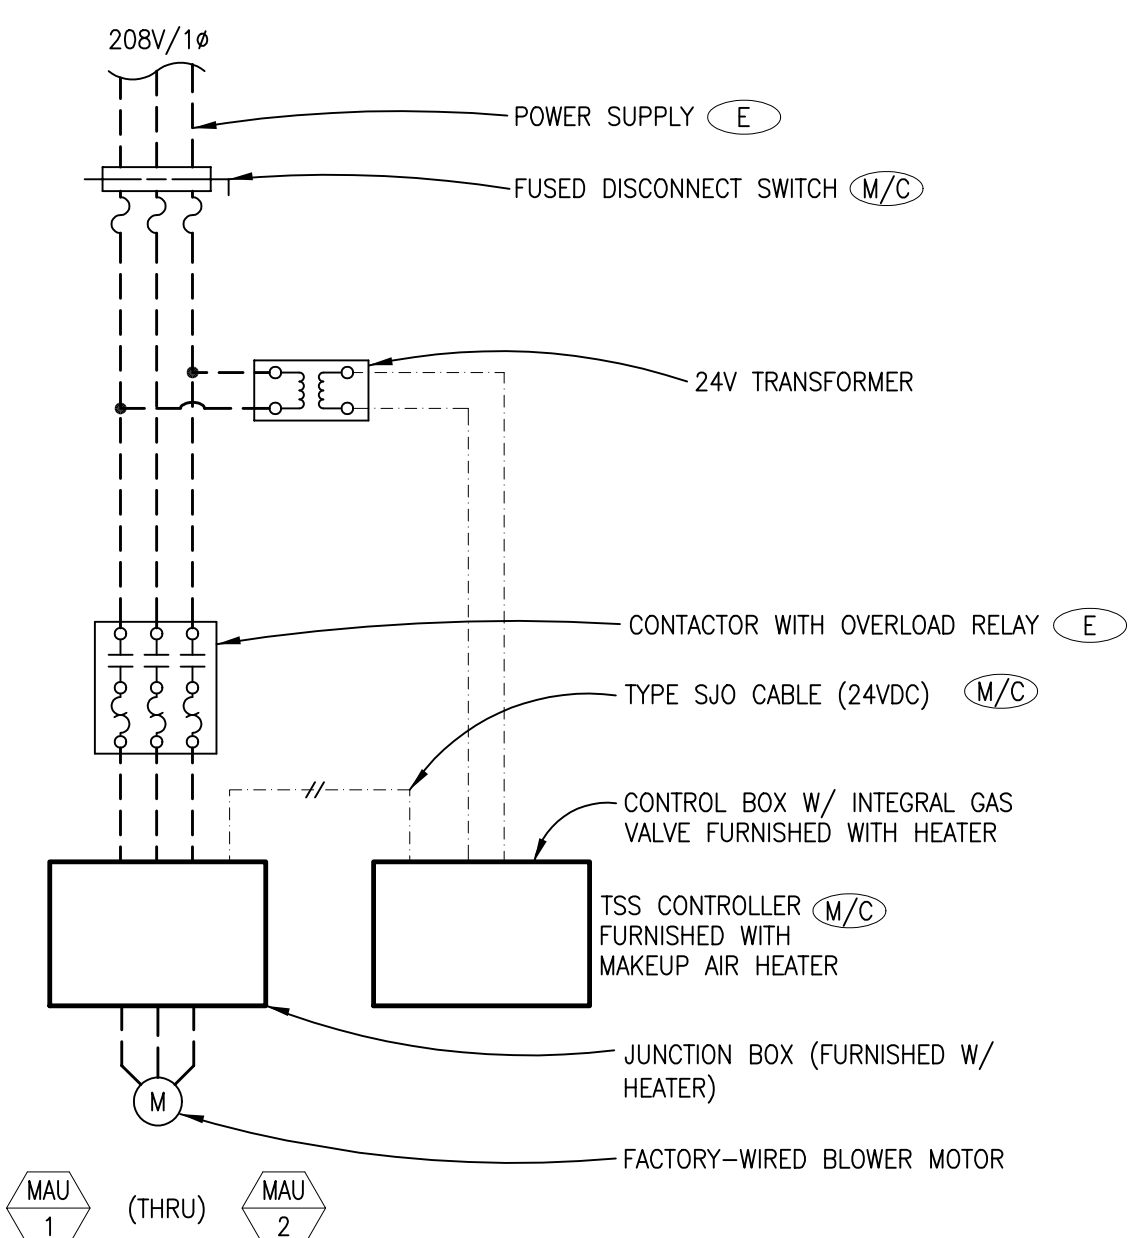 208V/1ø
POWER SUPPLY E
FUSED DISCONNECT SWITCH M/C
24V TRANSFORMER
CONTACTOR WITH OVERLOAD RELAY E
TYPE SJO CABLE (24VDC) M/C
CONTROL BOX W/ INTEGRAL GAS
VALVE FURNISHED WITH HEATER
TSS CONTROLLER M/C
FURNISHED WITH
MAKEUP AIR HEATER
JUNCTION BOX (FURNISHED W/
HEATER)
M
FACTORY-WIRED BLOWER MOTOR
MAU (THRU) MAU
1 2